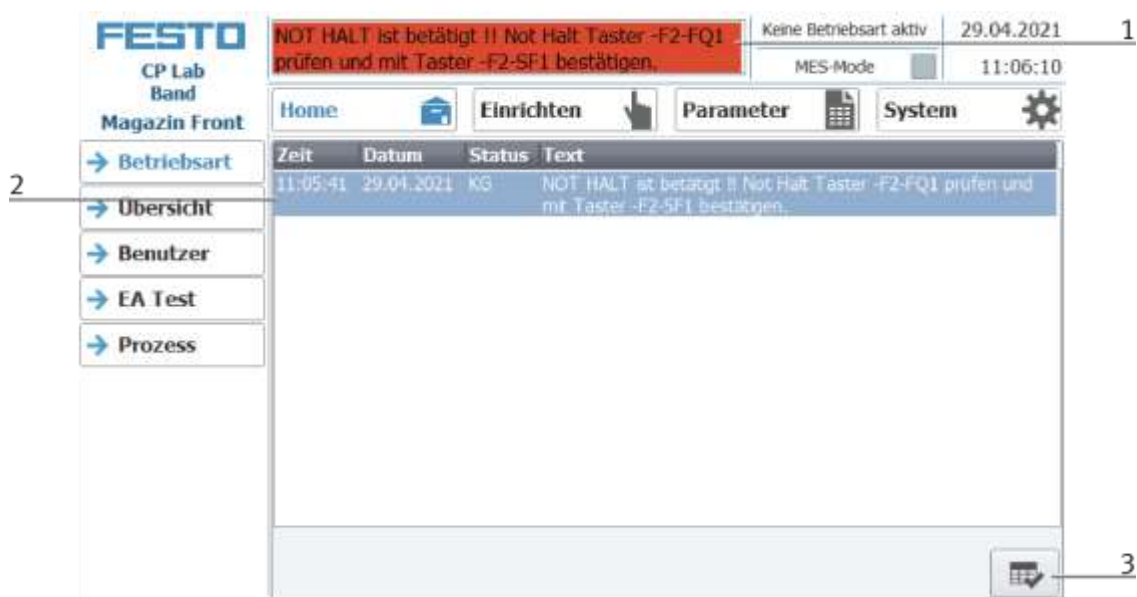 FESTO
CP Lab
Band
Magazin Front
NOT HALT ist betätigt !! Not Halt Taster -F2-FQ1
prüfen und mit Taster -F2-SF1 bestätigen.
Keine Betriebsart aktiv
29.04.2021
MES-Mode
11:06:10
1
Home
Einrichten
Parameter
System
Betriebsart
Übersicht
Benutzer
EA Test
Prozess
2
Zeit Datum Status Text
11:05:41 29.04.2021 KG NOT HALT ist betätigt !! Not Halt Taster -F2-FQ1 prüfen und
mit Taster -F2-SF1 bestätigen.
3